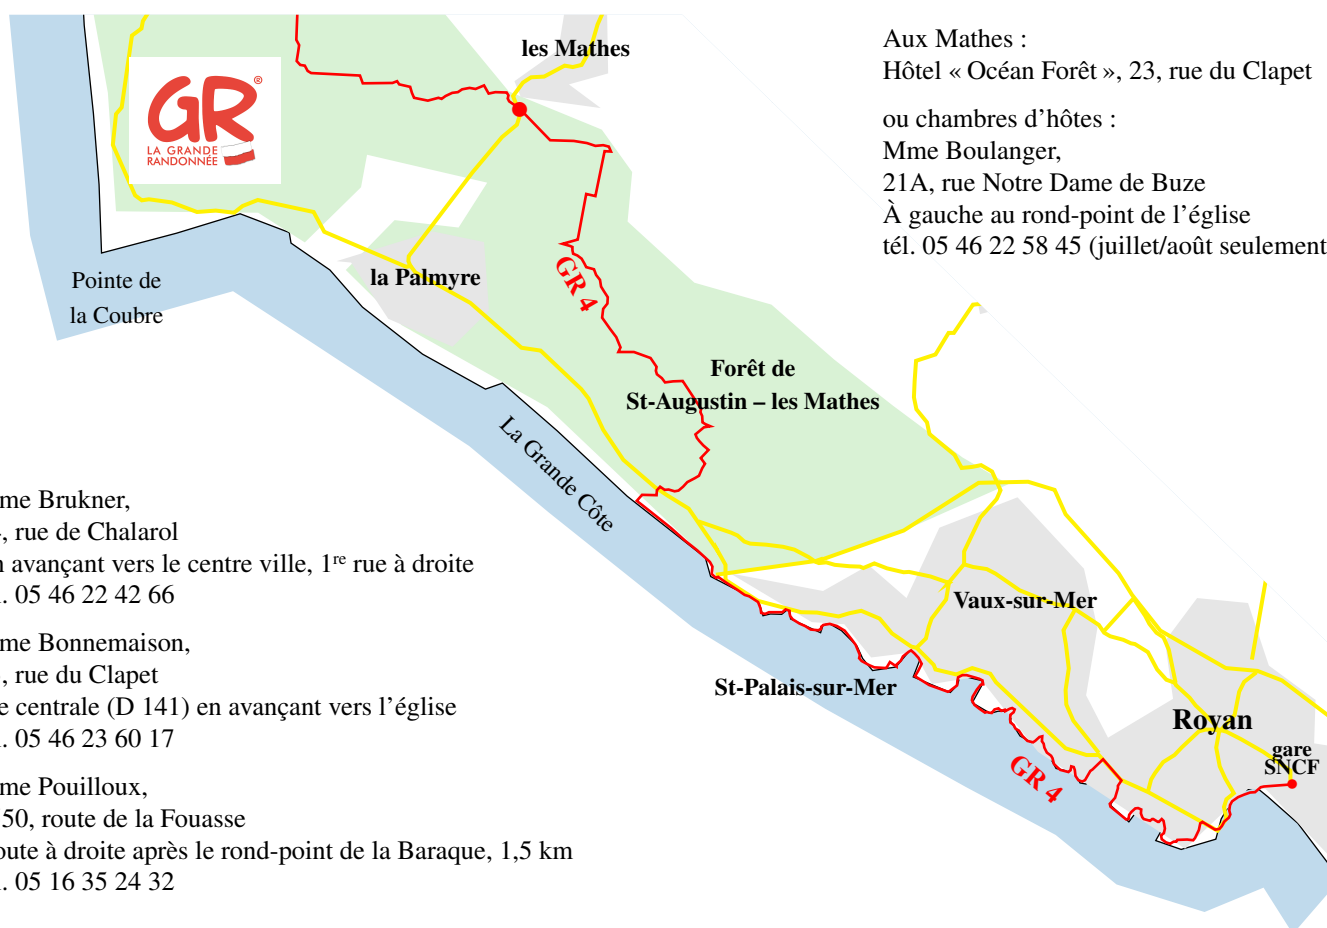 les Mathes
GR®
LA GRANDE
RANDONNÉE
Aux Mathes :
Hôtel « Océan Forêt », 23, rue du Clapet
ou chambres d’hôtes :
Mme Boulanger,
21A, rue Notre Dame de Buze
À gauche au rond-point de l’église
tél. 05 46 22 58 45 (juillet/août seulement
Pointe de
la Coubre
la Palmyre
GR 4
Forêt de
St-Augustin – les Mathes
La Grande Côte
me Brukner,
, rue de Chalarol
n avançant vers le centre ville, 1re rue à droite
. 05 46 22 42 66
me Bonnemaison,
, rue du Clapet
e centrale (D 141) en avançant vers l’église
. 05 46 23 60 17
me Pouilloux,
50, route de la Fouasse
oute à droite après le rond-point de la Baraque, 1,5 km
. 05 16 35 24 32
Vaux-sur-Mer
St-Palais-sur-Mer
Royan
gare
SNCF
GR 4